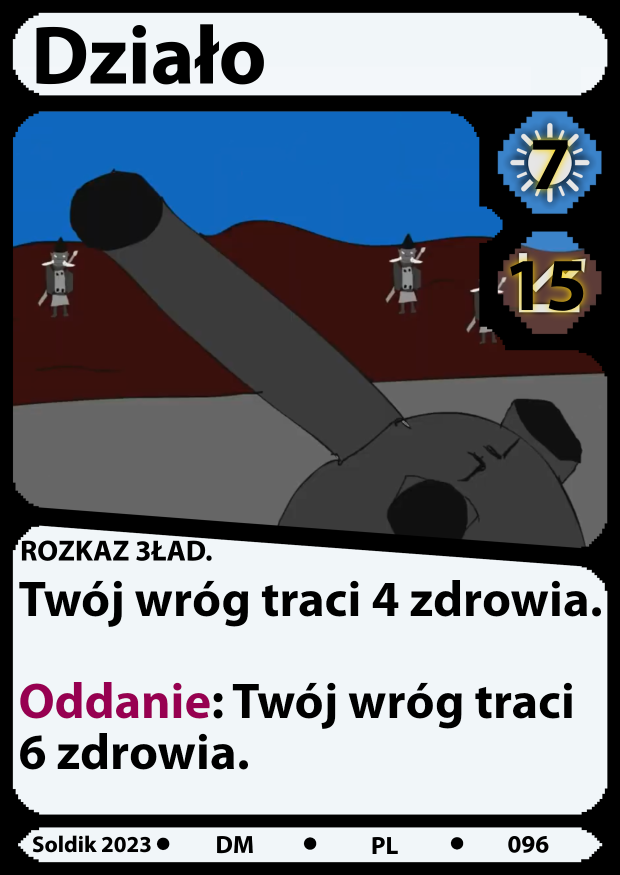 Działo
7
15
ROZKAZ 3ŁAD.
Twój wróg traci 4 zdrowia.
Oddanie: Twój wróg traci
6 zdrowia.
Soldik 2023 • DM • PL • 096